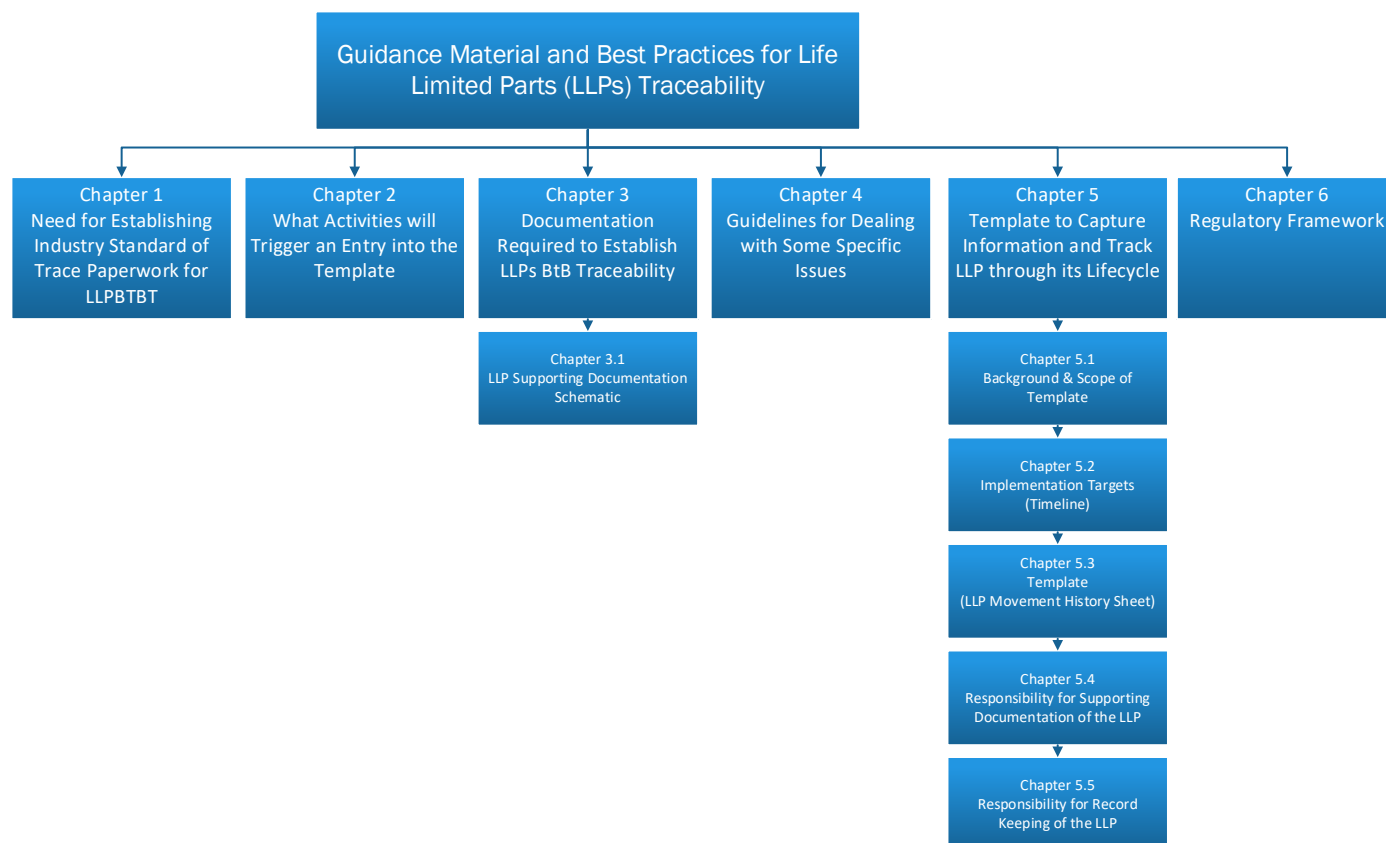 Guidance Material and Best Practices for Life
Limited Parts (LLPs) Traceability
Chapter 1
Need for Establishing
Industry Standard of
Trace Paperwork for
LLPBTBT
Chapter 2
What Activities will
Trigger an Entry into the
Template
Chapter 3
Documentation
Required to Establish
LLPs BtB Traceability
Chapter 4
Guidelines for Dealing
with Some Specific
Issues
Chapter 5
Template to Capture
Information and Track
LLP through its Lifecycle
Chapter 6
Regulatory Framework
Chapter 3.1
LLP Supporting Documentation
Schematic
Chapter 5.1
Background & Scope of
Template
Chapter 5.2
Implementation Targets
(Timeline)
Chapter 5.3
Template
(LLP Movement History Sheet)
Chapter 5.4
Responsibility for Supporting
Documentation of the LLP
Chapter 5.5
Responsibility for Record
Keeping of the LLP